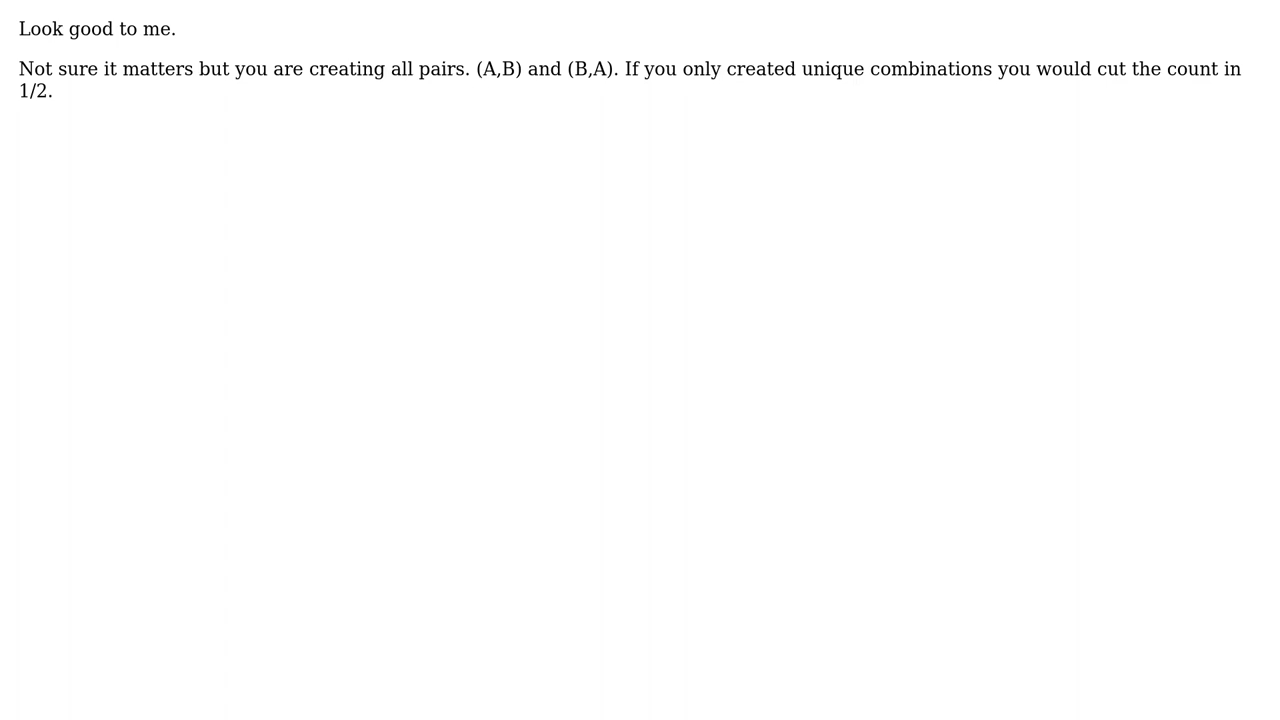 Look good to me.
Not sure it matters but you are creating all pairs. (A,B) and (B,A). If you only created unique combinations you would cut the count in
1/2.